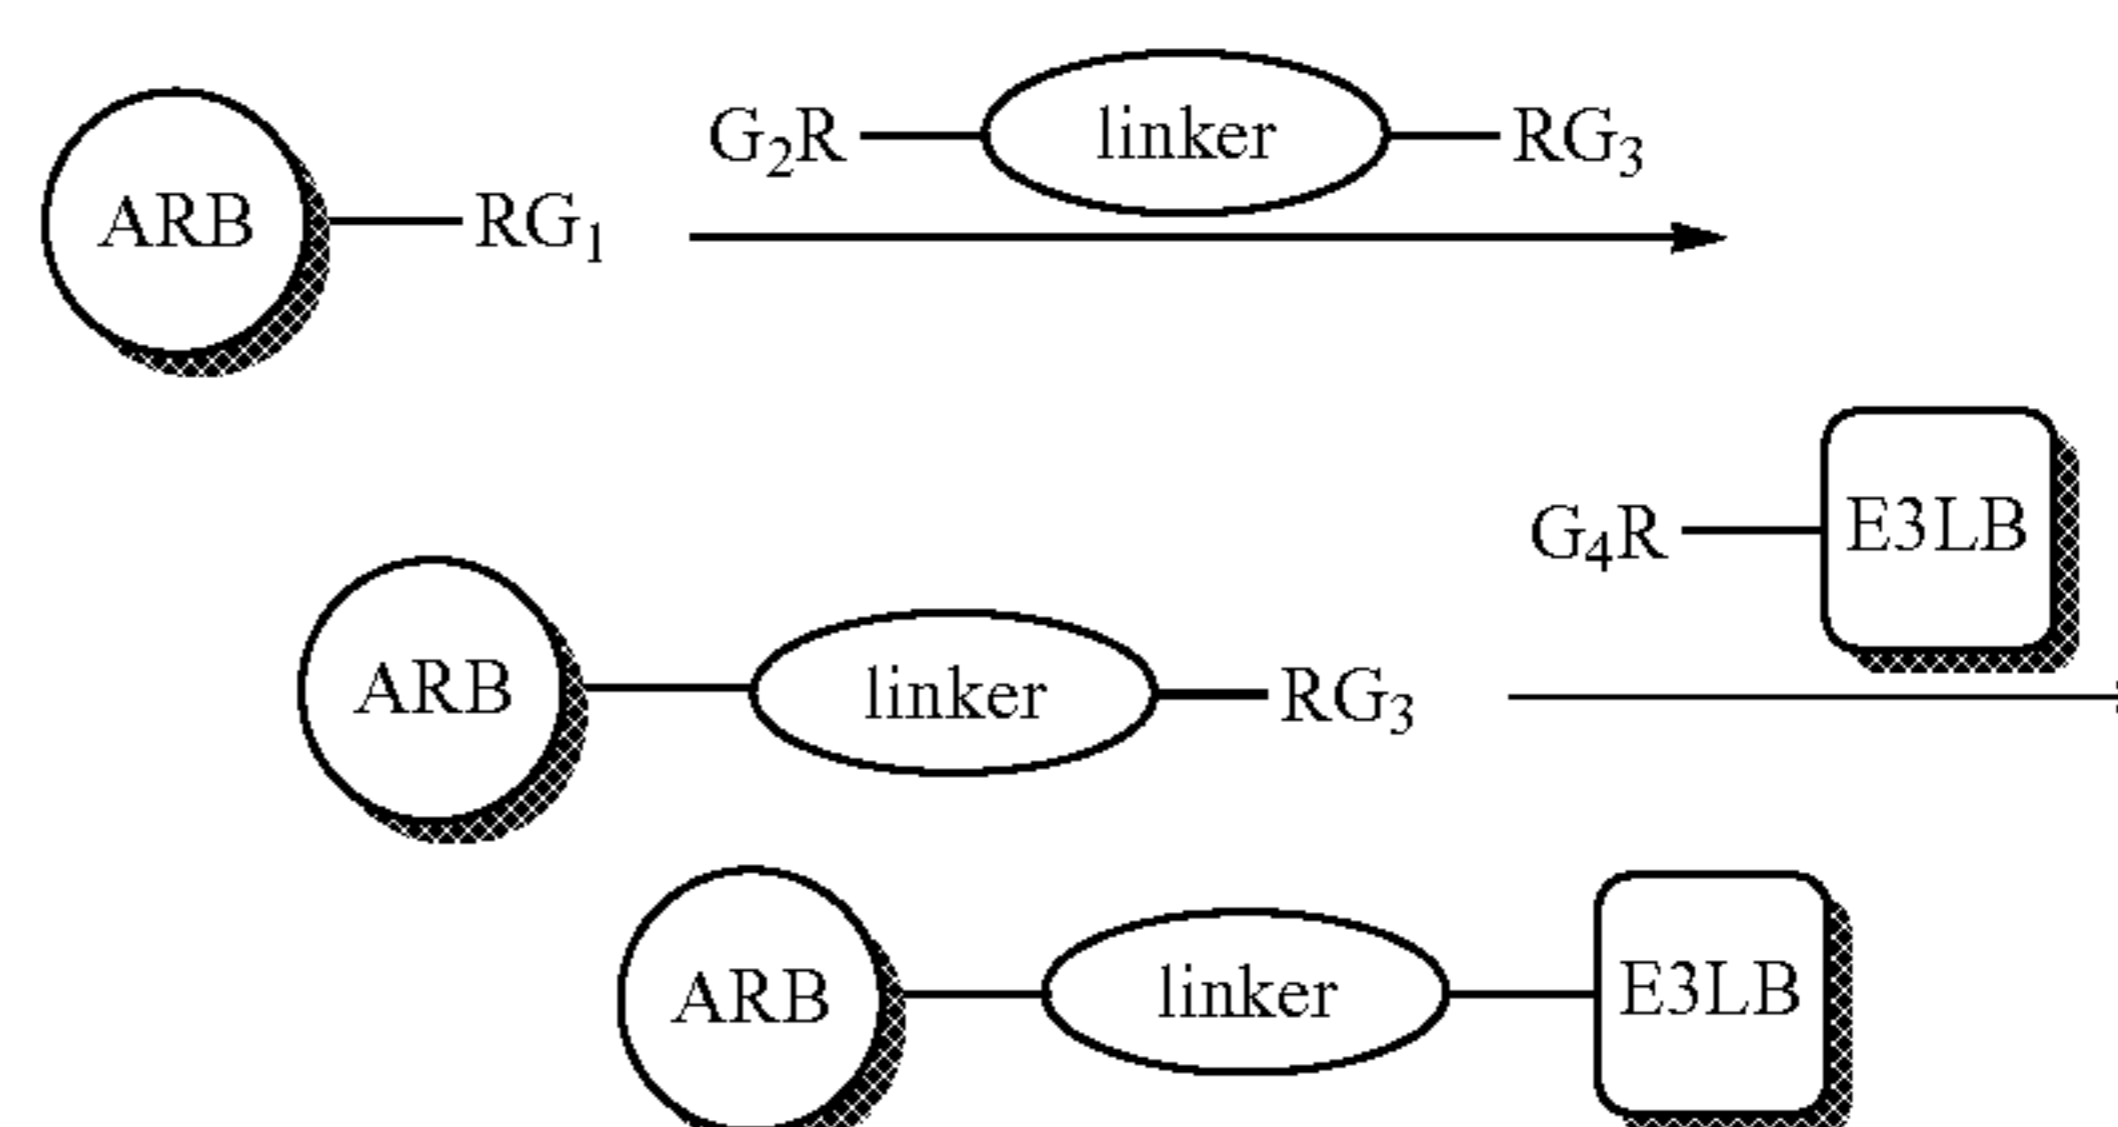 ARB RG₁ G₂R linker RG₃
G₄R E3LB
ARB linker RG₃
ARB linker E3LB